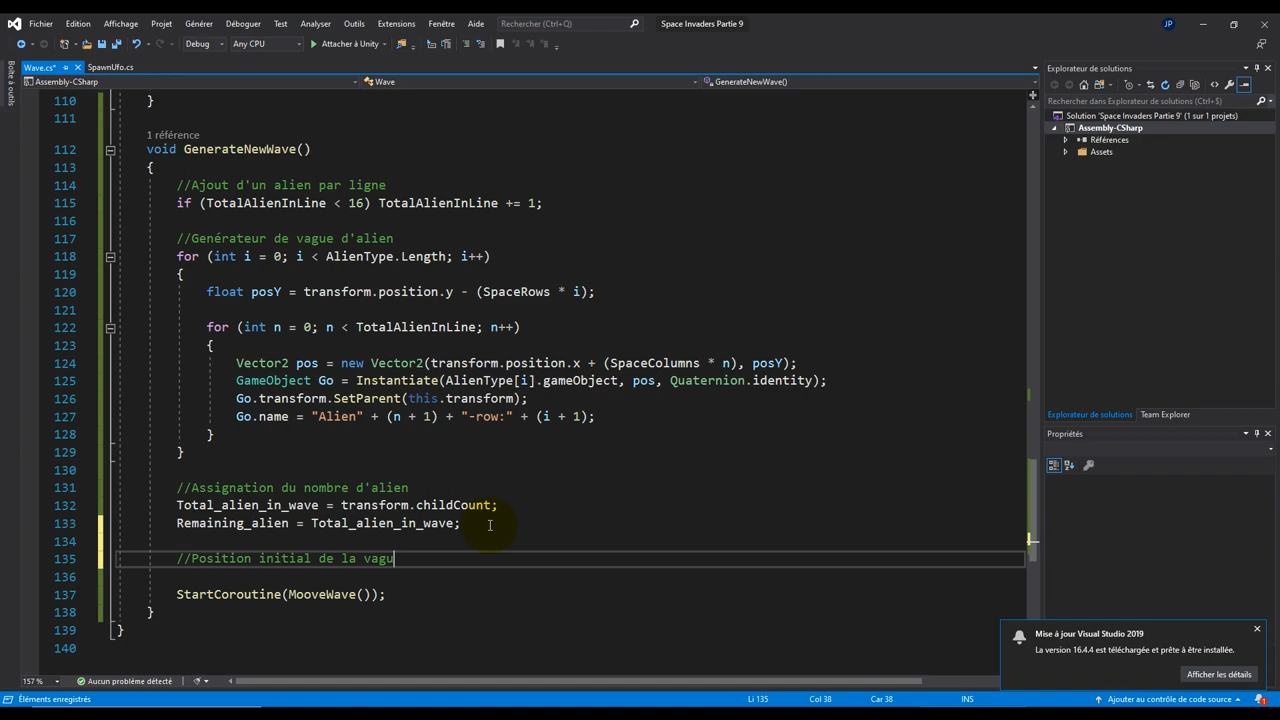 Fichier Edition Affichage Projet Générer Déboguer Test Analyser Outils Extensions Fenêtre Aide Rechercher (Ctrl+Q) Space Invaders Partie 9 JP
Debug Any CPU Attacher à Unity
Boîte à outils
Wave.cs* SpawnUfo.cs
Assembly-CSharp Wave GenerateNewWave()
110 }
111
1 référence
112 void GenerateNewWave()
113 {
114 //Ajout d'un alien par ligne
115 if (TotalAlienInLine < 16) TotalAlienInLine += 1;
116
117 //Genérateur de vague d'alien
118 for (int i = 0; i < AlienType.Length; i++)
119 {
120 float posY = transform.position.y - (SpaceRows * i);
121
122 for (int n = 0; n < TotalAlienInLine; n++)
123 {
124 Vector2 pos = new Vector2(transform.position.x + (SpaceColumns * n), posY);
125 GameObject Go = Instantiate(AlienType[i].gameObject, pos, Quaternion.identity);
126 Go.transform.SetParent(this.transform);
127 Go.name = "Alien" + (n + 1) + "-row:" + (i + 1);
128 }
129 }
130
131 //Assignation du nombre d'alien
132 Total_alien_in_wave = transform.childCount;
133 Remaining_alien = Total_alien_in_wave;
134
135 //Position initial de la vagu
136
137 StartCoroutine(MooveWave());
138 }
139 }
140
157 % Aucun problème détecté Li 135 Col 38 Car 38 INS
Éléments enregistrés
Explorateur de solutions
Rechercher dans Explorateur de solutions (Ctrl+$)
Solution 'Space Invaders Partie 9' (1 sur 1 projets)
Assembly-CSharp
Références
Assets
Explorateur de solutions Team Explorer
Propriétés
Mise à jour Visual Studio 2019
La version 16.4.4 est téléchargée et prête à être installée.
Afficher les détails
Ajouter au contrôle de code source 1